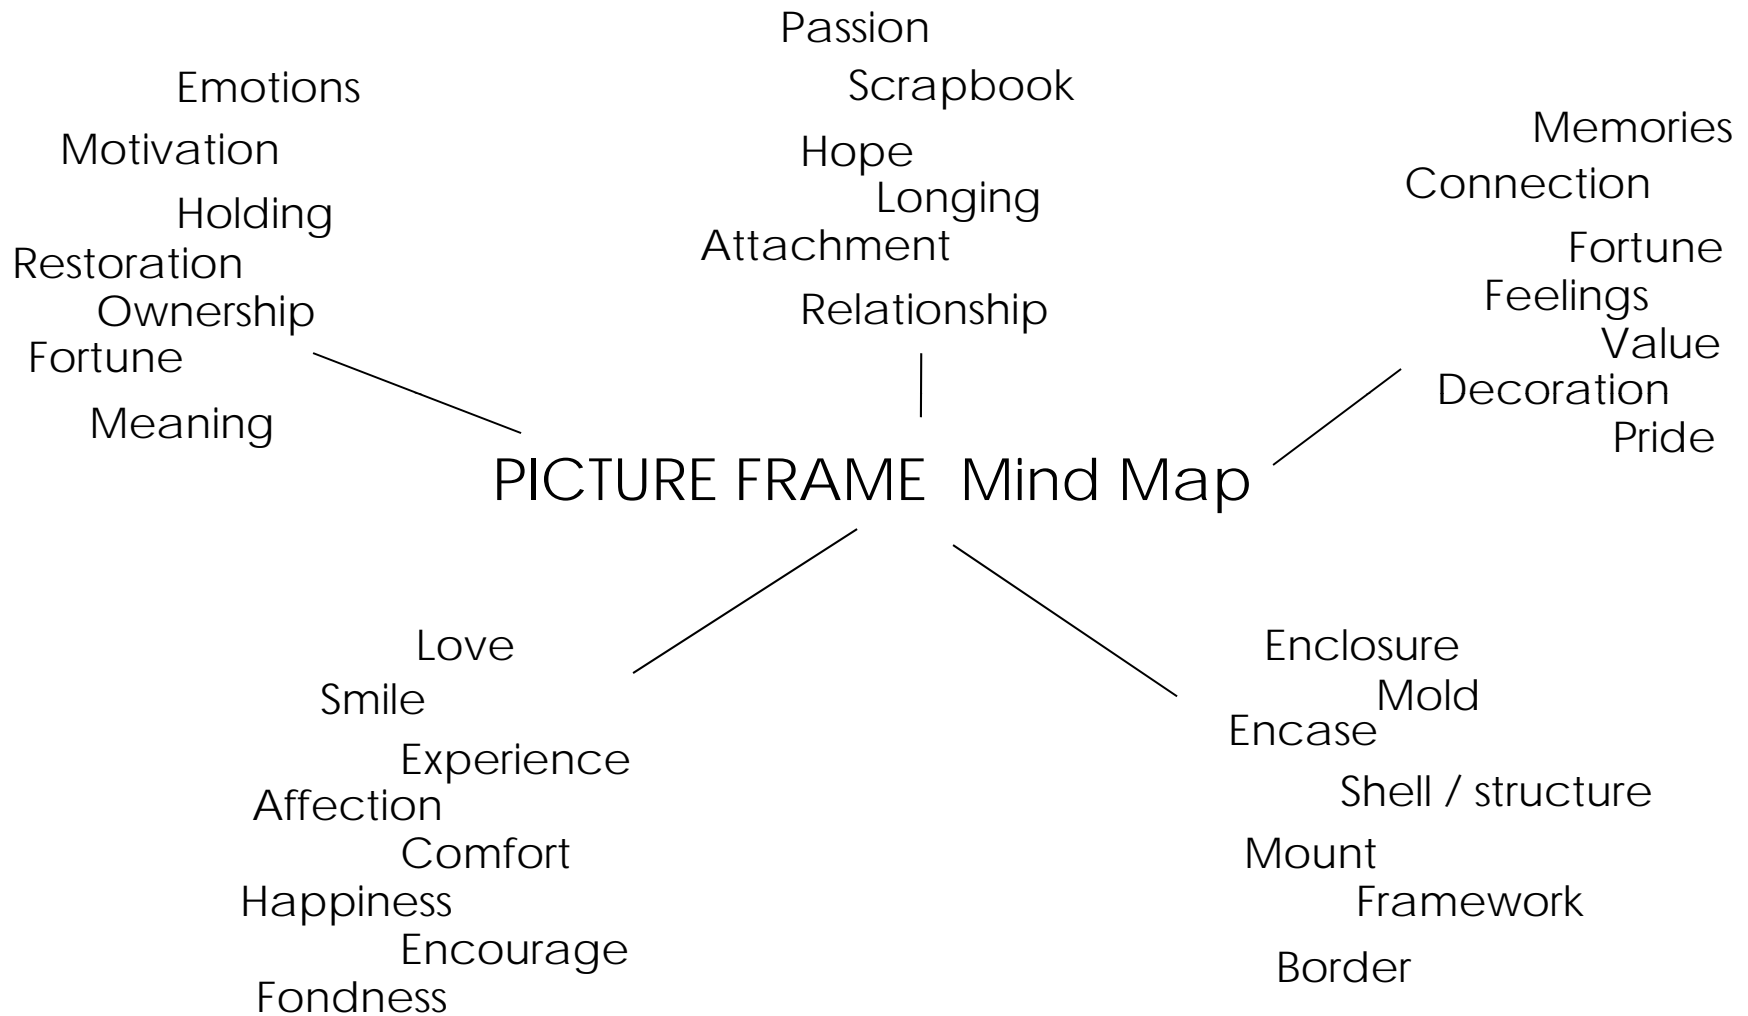 Emotions
Motivation
Holding
Restoration
Ownership
Fortune
Meaning
Passion
Scrapbook
Hope
Longing
Attachment
Relationship
Memories
Connection
Fortune
Feelings
Value
Decoration
Pride
PICTURE FRAME  Mind Map
Love
Smile
Experience
Affection
Comfort
Happiness
Encourage
Fondness
Enclosure
Mold
Encase
Shell / structure
Mount
Framework
Border